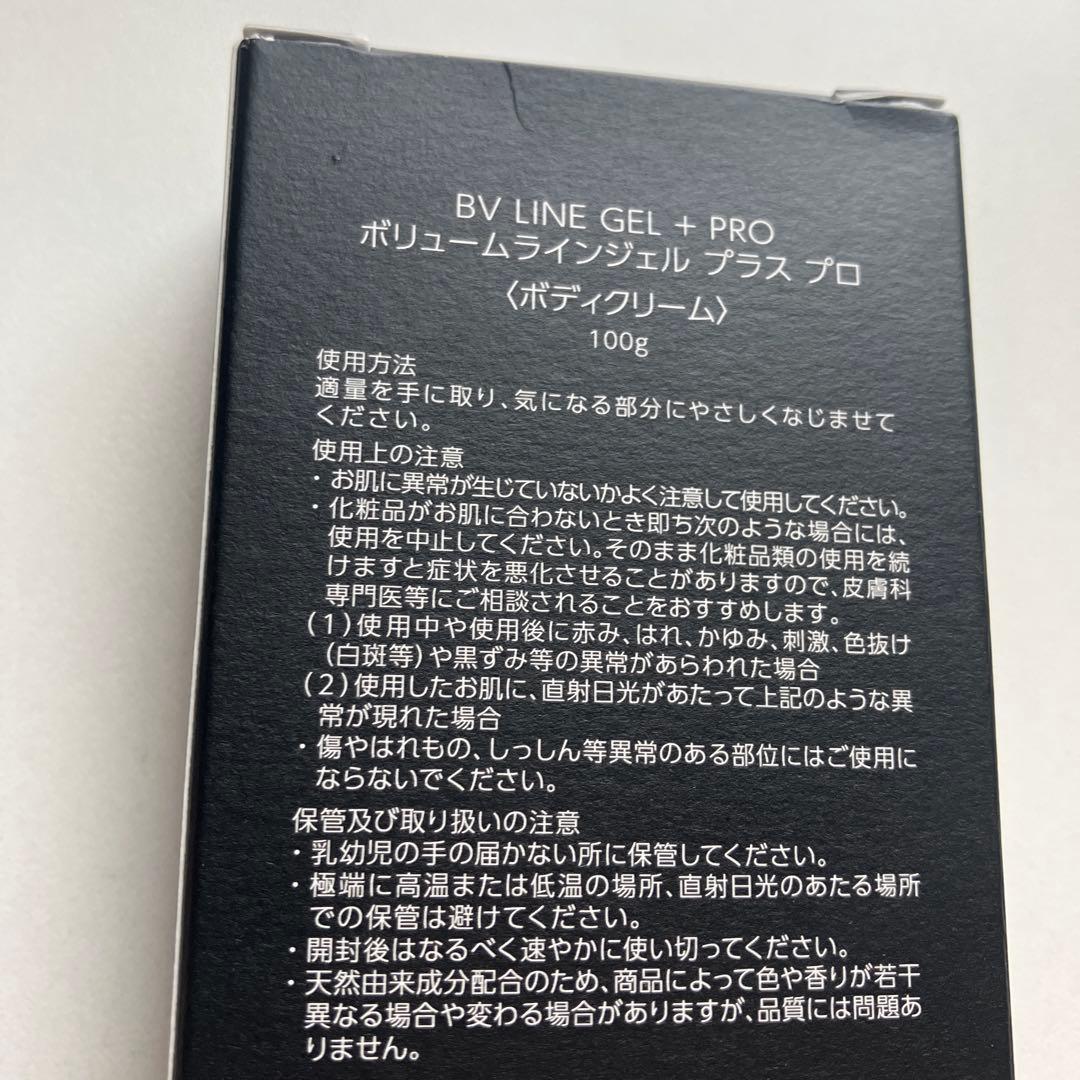 BV LINE GEL + PRO
ボリュームラインジェル プラス プロ
〈ボディクリーム〉
100g
使用方法
適量を手に取り、気になる部分にやさしくなじませて
ください。
使用上の注意
・お肌に異常が生じていないかよく注意して使用してください。
・化粧品がお肌に合わないとき即ち次のような場合には、
使用を中止してください。そのまま化粧品類の使用を続
けますと症状を悪化させることがありますので、皮膚科
専門医等にご相談されることをおすすめします。
(1)使用中や使用後に赤み、はれ、かゆみ、刺激、色抜け
(白斑等)や黒ずみ等の異常があらわれた場合
(2)使用したお肌に、直射日光があたって上記のような異
常が現れた場合
・傷やはれもの、しっしん等異常のある部位にはご使用に
ならないでください。
保管及び取り扱いの注意
・乳幼児の手の届かない所に保管してください。
・極端に高温または低温の場所、直射日光のあたる場所
での保管は避けてください。
・開封後はなるべく速やかに使い切ってください。
・天然由来成分配合のため、商品によって色や香りが若干
異なる場合や変わる場合がありますが、品質には問題あ
りません。